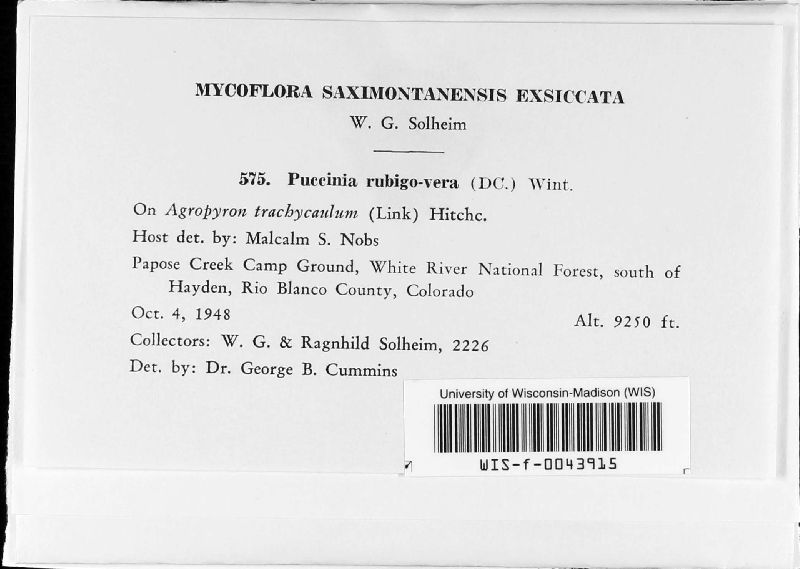 MYCOFLORA SAXIMONTANENSIS EXSICCATA
W. G. Solheim
575. Puccinia rubigo-vera (DC.) Wint.
On Agropyron trachycaulum (Link) Hitchc.
Host det. by: Malcalm S. Nobs
Papose Creek Camp Ground, White River National Forest, south of
Hayden, Rio Blanco County, Colorado
Oct. 4, 1948 Alt. 9250 ft.
Collectors: W. G. & Ragnhild Solheim, 2226
Det. by: Dr. George B. Cummins
University of Wisconsin-Madison (WIS)
WIS-f-0043915